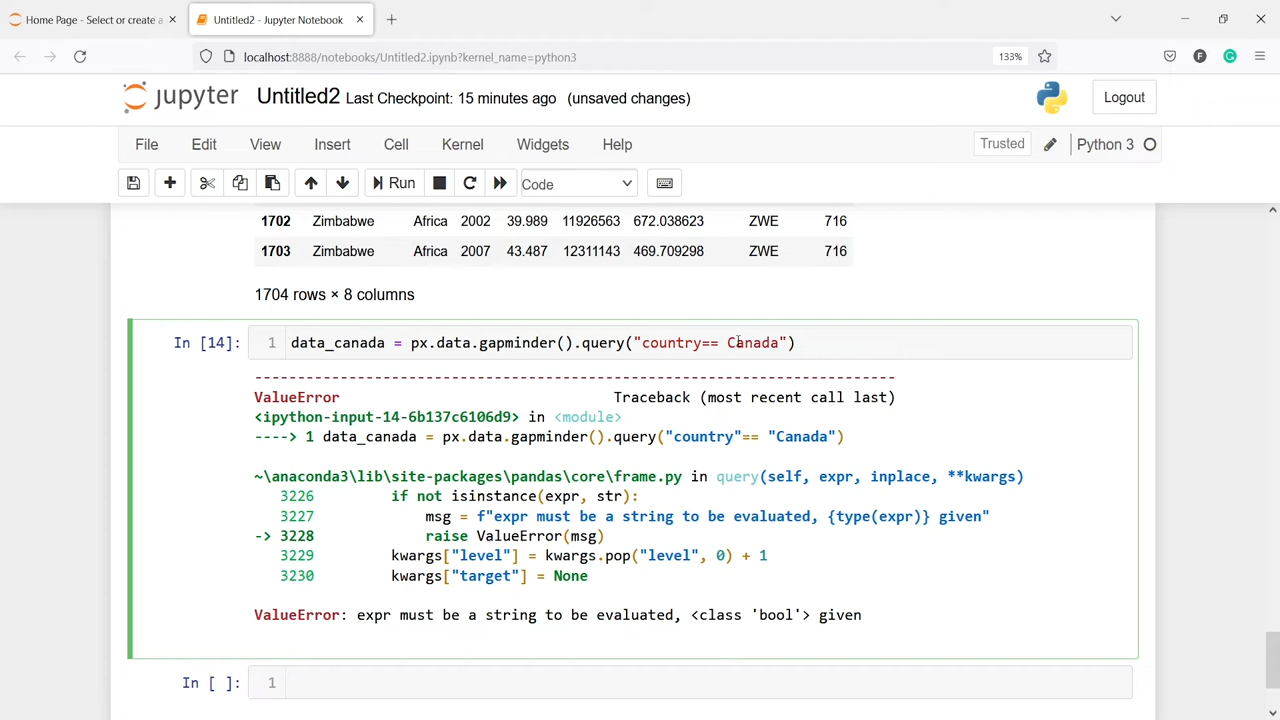 Home Page - Select or create a
Untitled2 - Jupyter Notebook
localhost:8888/notebooks/Untitled2.ipynb?kernel_name=python3
133%
F
G
jupyter Untitled2 Last Checkpoint: 15 minutes ago (unsaved changes)
Logout
File Edit View Insert Cell Kernel Widgets Help
Trusted Python 3
Run Code
1702 Zimbabwe Africa 2002 39.989 11926563 672.038623 ZWE 716
1703 Zimbabwe Africa 2007 43.487 12311143 469.709298 ZWE 716
1704 rows × 8 columns
In [14]: 1 data_canada = px.data.gapminder().query("country== Canada")
---------------------------------------------------------------------------
ValueError Traceback (most recent call last)
<ipython-input-14-6b137c6106d9> in <module>
----> 1 data_canada = px.data.gapminder().query("country"== "Canada")
~\anaconda3\lib\site-packages\pandas\core\frame.py in query(self, expr, inplace, **kwargs)
3226 if not isinstance(expr, str):
3227 msg = f"expr must be a string to be evaluated, {type(expr)} given"
-> 3228 raise ValueError(msg)
3229 kwargs["level"] = kwargs.pop("level", 0) + 1
3230 kwargs["target"] = None
ValueError: expr must be a string to be evaluated, <class 'bool'> given
In [ ]: 1